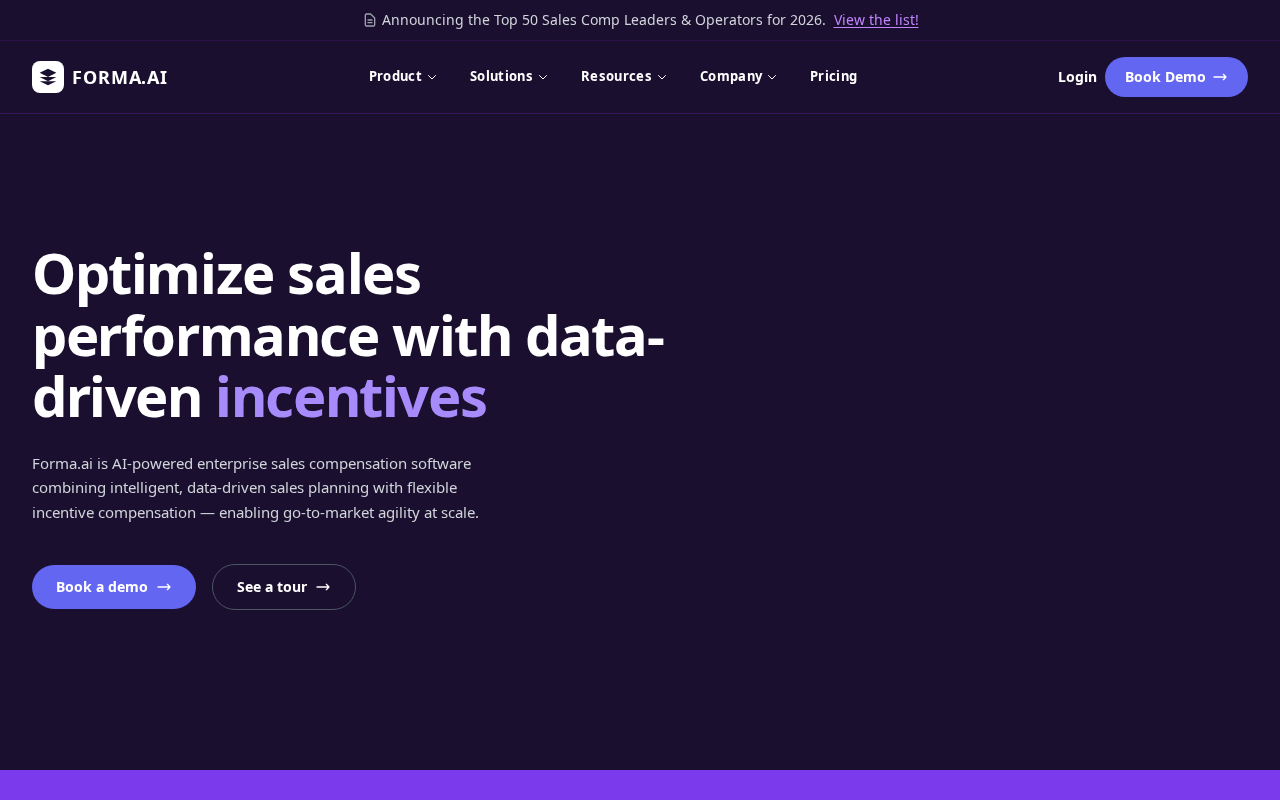 Announcing the Top 50 Sales Comp Leaders & Operators for 2026. View the list!
FORMA.AI
Product
Solutions
Resources
Company
Pricing
Login
Book Demo
Optimize sales
performance with data-
driven incentives
Forma.ai is AI-powered enterprise sales compensation software
combining intelligent, data-driven sales planning with flexible
incentive compensation — enabling go-to-market agility at scale.
Book a demo
See a tour